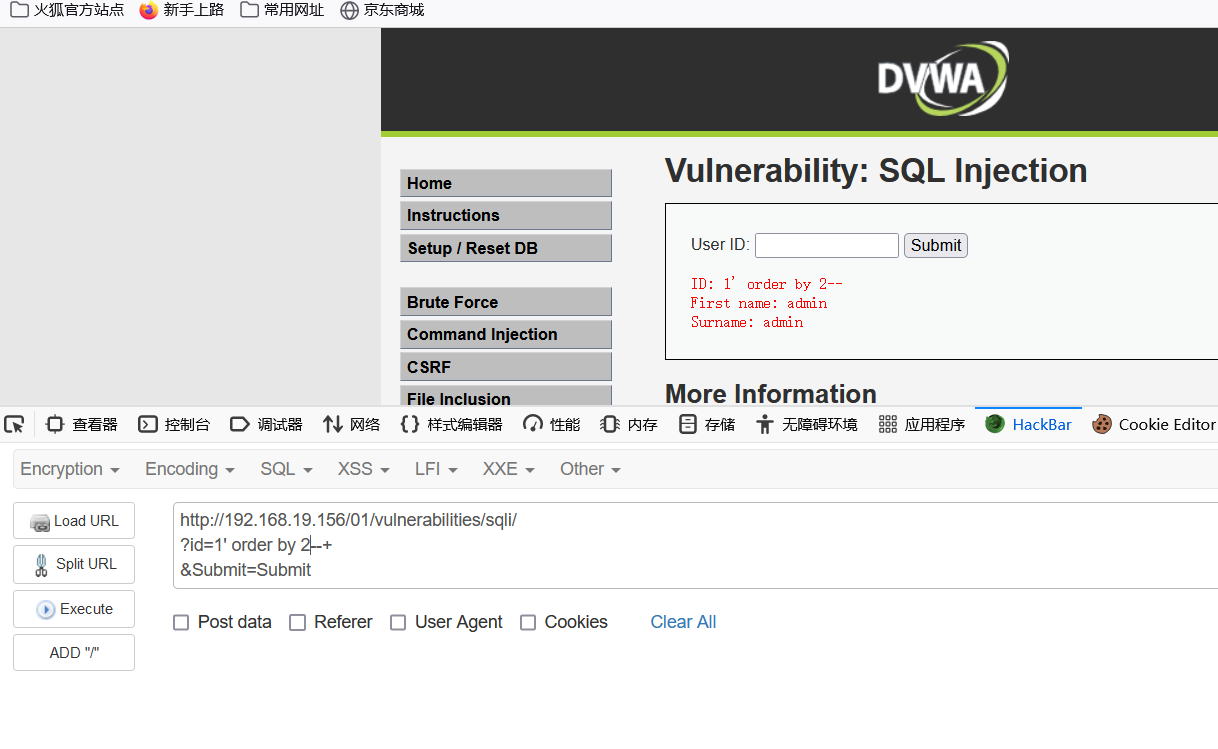 火狐官方站点 新手上路 常用网址 京东商城
DVWA
Vulnerability: SQL Injection
Home
Instructions
Setup / Reset DB
Brute Force
Command Injection
CSRF
File Inclusion
User ID: Submit
ID: 1' order by 2--
First name: admin
Surname: admin
More Information
查看器 控制台 调试器 网络 样式编辑器 性能 内存 存储 无障碍环境 应用程序 HackBar Cookie Editor
Encryption Encoding SQL XSS LFI XXE Other
Load URL
Split URL
Execute
ADD "/"
http://192.168.19.156/01/vulnerabilities/sqli/
?id=1' order by 2--+
&Submit=Submit
Post data Referer User Agent Cookies Clear All